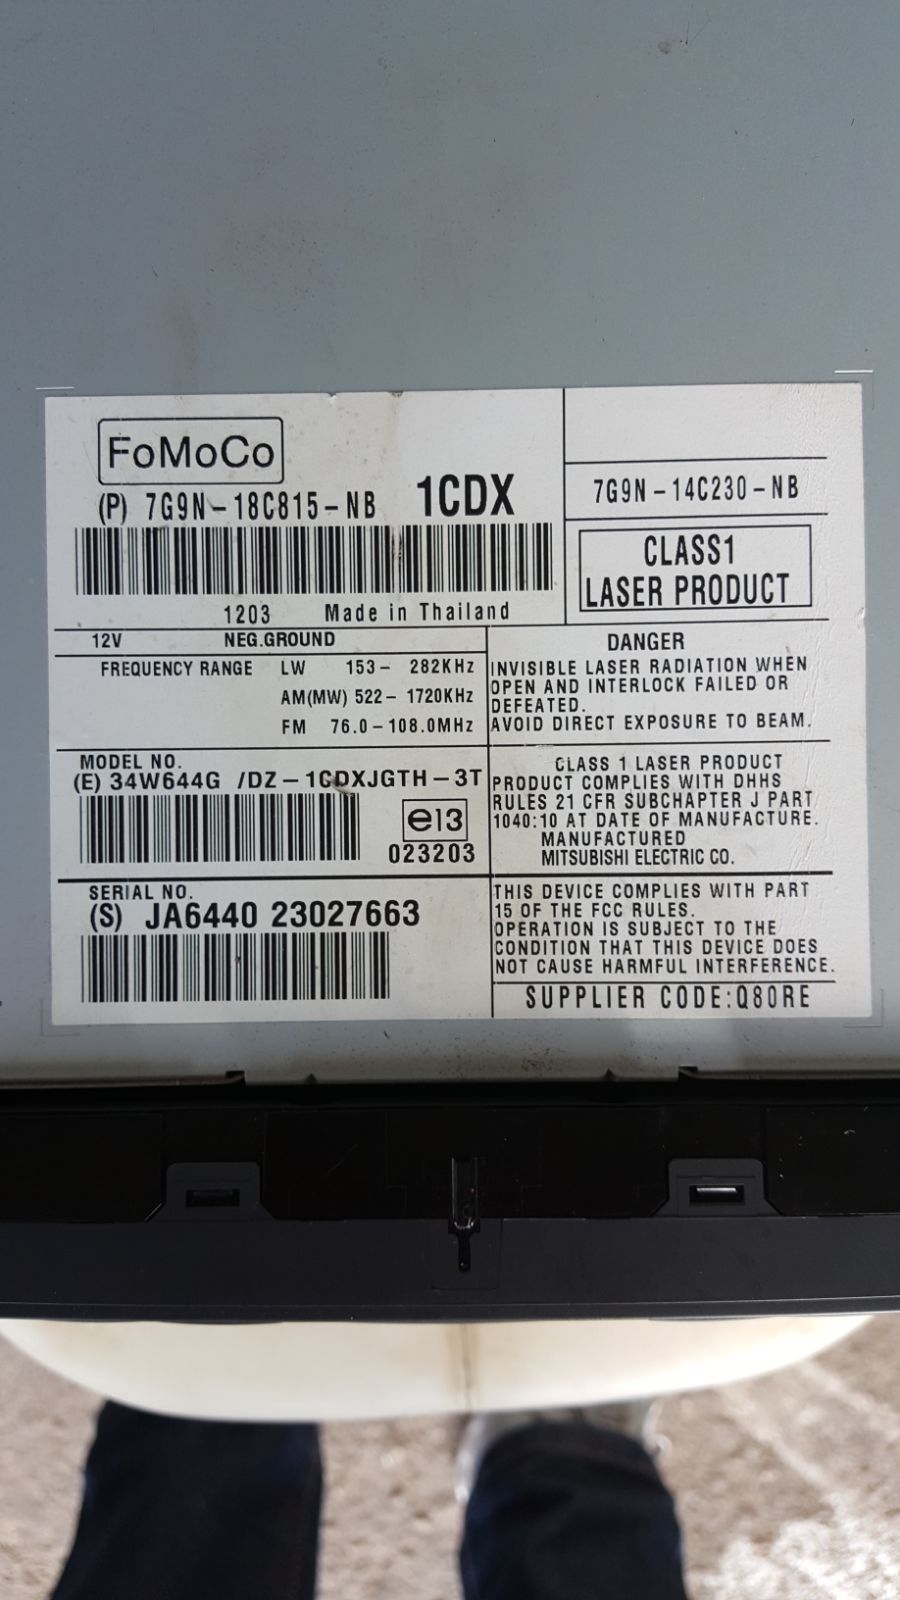 FoMoCo
(P) 7G9N-18C815-NB 1CDX
1203 Made in Thailand
7G9N-14C230-NB
CLASS1
LASER PRODUCT
12V NEG.GROUND
FREQUENCY RANGE LW 153- 282KHz
AM(MW) 522- 1720KHz
FM 76.0-108.0MHz
DANGER
INVISIBLE LASER RADIATION WHEN
OPEN AND INTERLOCK FAILED OR
DEFEATED.
AVOID DIRECT EXPOSURE TO BEAM.
MODEL NO.
(E) 34W644G /DZ-1CDXJGTH-3T
e13
023203
CLASS 1 LASER PRODUCT
PRODUCT COMPLIES WITH DHHS
RULES 21 CFR SUBCHAPTER J PART
1040:10 AT DATE OF MANUFACTURE.
MANUFACTURED
MITSUBISHI ELECTRIC CO.
SERIAL NO.
(S) JA6440 23027663
THIS DEVICE COMPLIES WITH PART
15 OF THE FCC RULES.
OPERATION IS SUBJECT TO THE
CONDITION THAT THIS DEVICE DOES
NOT CAUSE HARMFUL INTERFERENCE.
SUPPLIER CODE:Q80RE